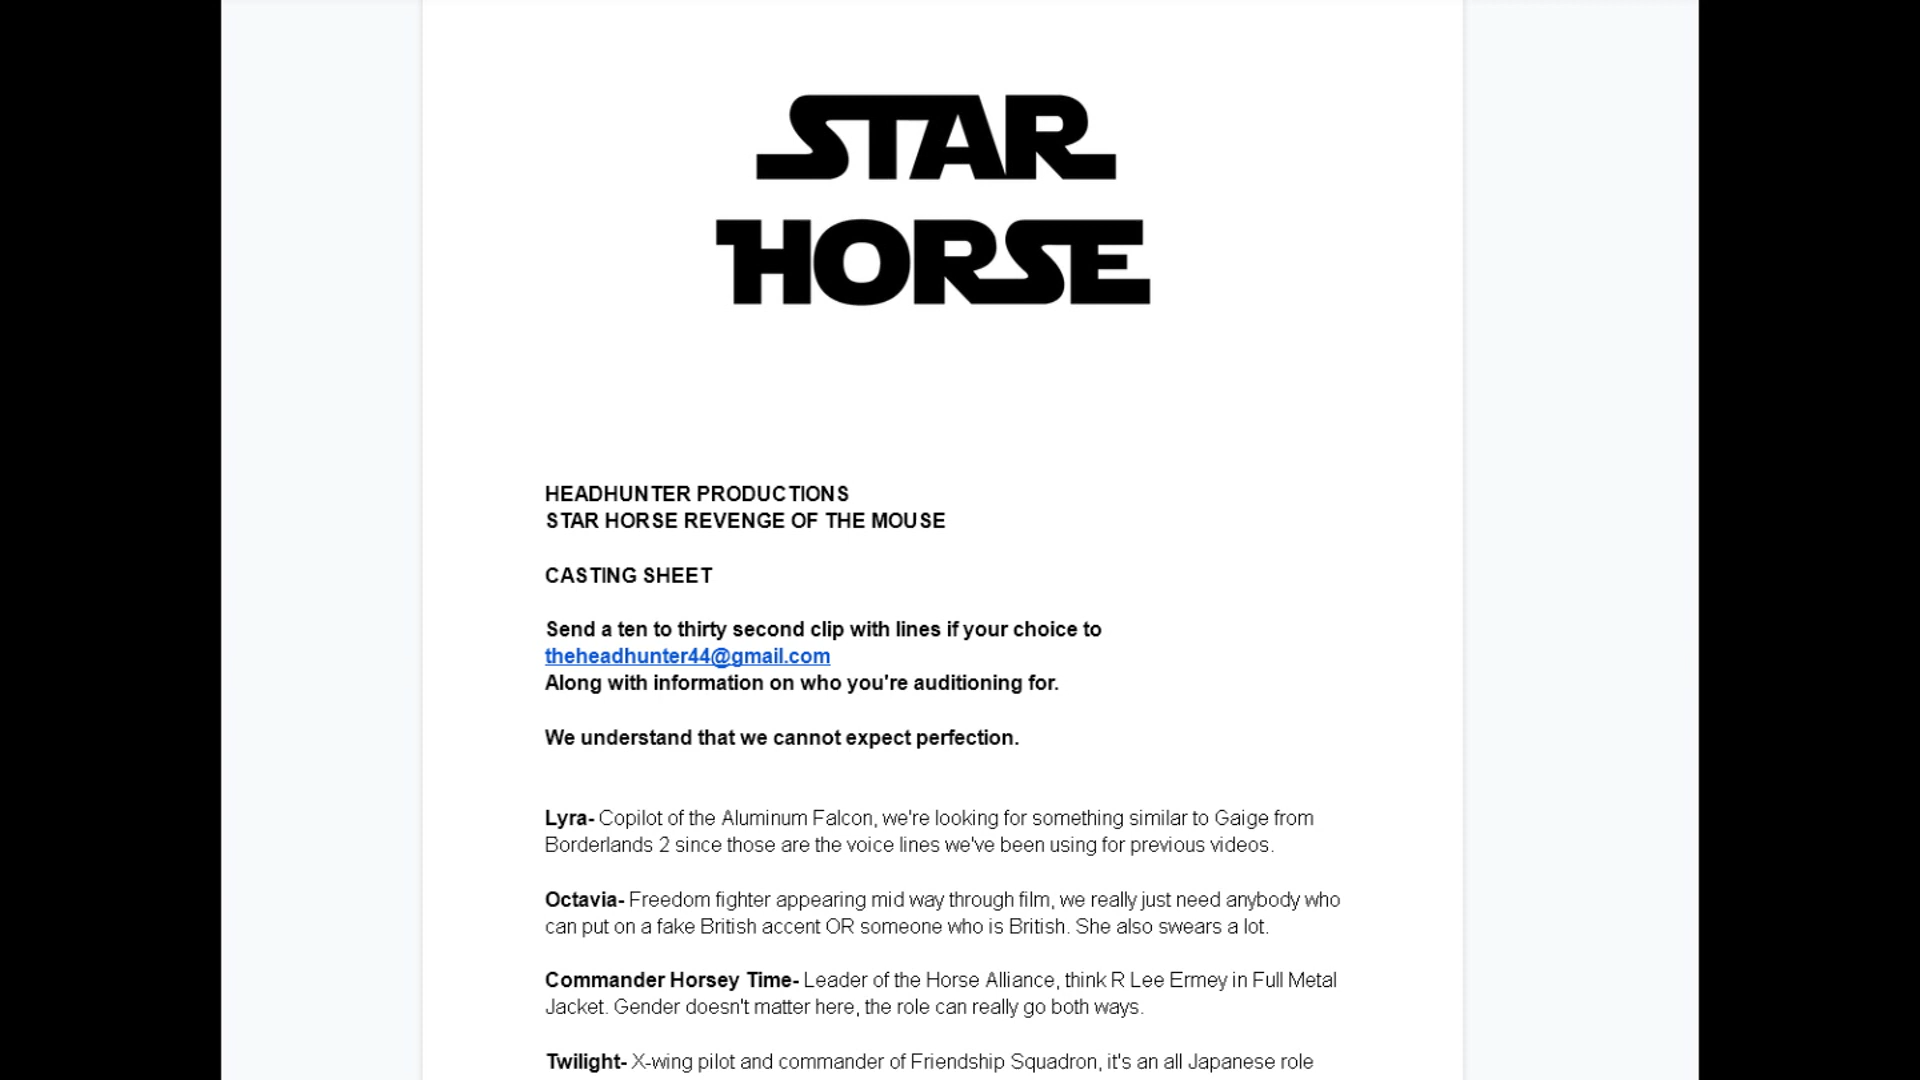 STAR
HORSE
HEADHUNTER PRODUCTIONS
STAR HORSE REVENGE OF THE MOUSE
CASTING SHEET
Send a ten to thirty second clip with lines if your choice to
theheadhunter44@gmail.com
Along with information on who you're auditioning for.
We understand that we cannot expect perfection.
Lyra- Copilot of the Aluminum Falcon, we're looking for something similar to Gaige from
Borderlands 2 since those are the voice lines we've been using for previous videos.
Octavia- Freedom fighter appearing mid way through film, we really just need anybody who
can put on a fake British accent OR someone who is British. She also swears a lot.
Commander Horsey Time- Leader of the Horse Alliance, think R Lee Ermey in Full Metal
Jacket. Gender doesn't matter here, the role can really go both ways.
Twilight- X-wing pilot and commander of Friendship Squadron, it's an all Japanese role